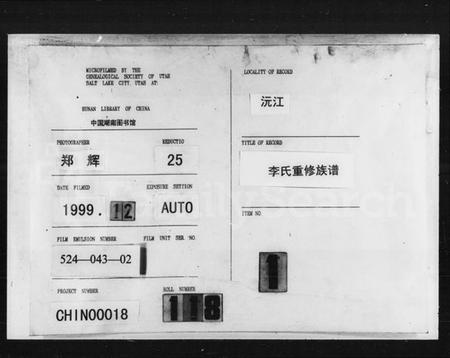 MICROFILMED BY THE
GENEALOGICAL SOCIETY OF UTAH
SALT LAKE CITY, UTAH AT:
HUNAN LIBRARY OF CHINA
中国湖南图书馆
PHOTOGRAPHER
REDUCTIO
郑 辉
25
DATE FILMED
EXPOSURE SETTION
1999. 12
AUTO
FILM EMULSION NUMBER
FILM UNIT SER NO.
524—043—02
PROJECT NUMBER
ROLL NUMBER
CHIN00018
118
LOCALITY OF RECORD
沅江
TITLE OF RECORD
李氏重修族谱
ITEM NO.
1